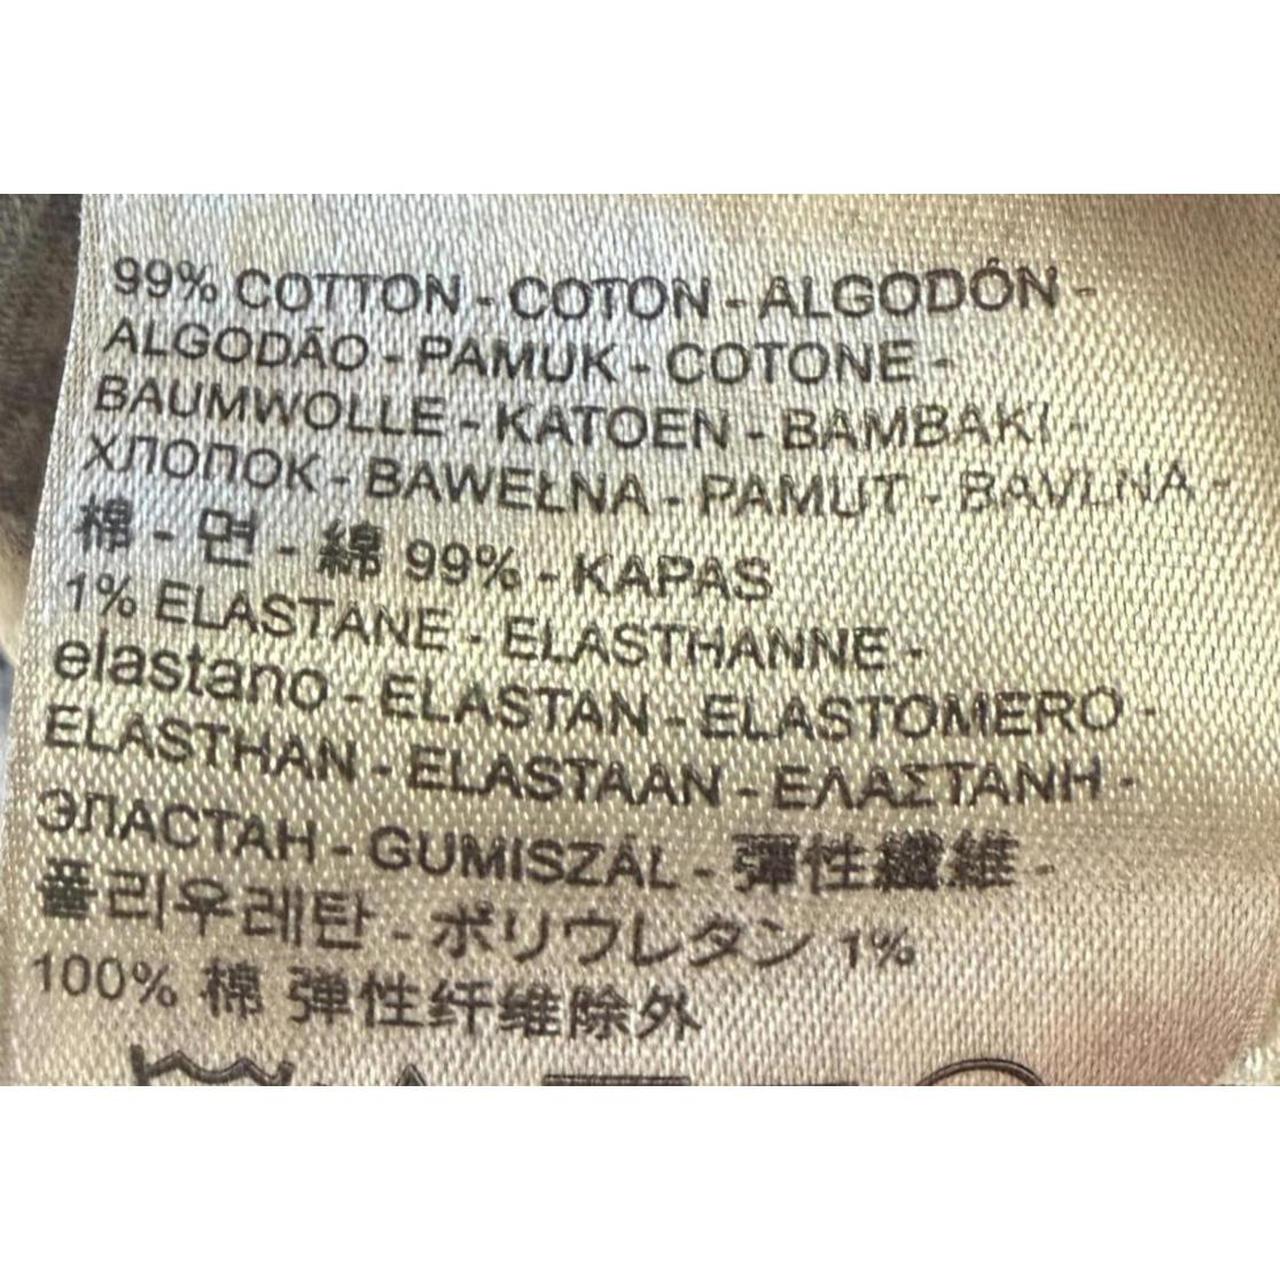 99% COTTON - COTON - ALGODÓN -
ALGODÃO - PAMUK - COTONE -
BAUMWOLLE - KATOEN - BAMBAKI -
ХЛОПОК - BAWEŁNA - PAMUT - BAVLNA -
棉 - 면 - 綿 99% - KAPAS
1% ELASTANE - ELASTHANNE -
elastano - ELASTAN - ELASTOMERO -
ELASTHAN - ELASTAAN - ΕΛΑΣΤΑΝΗ -
ЭЛАСТАН - GUMISZÁL - 彈性纖維 -
폴리우레탄 - ポリウレタン 1%
100% 棉 弹性纤维除外